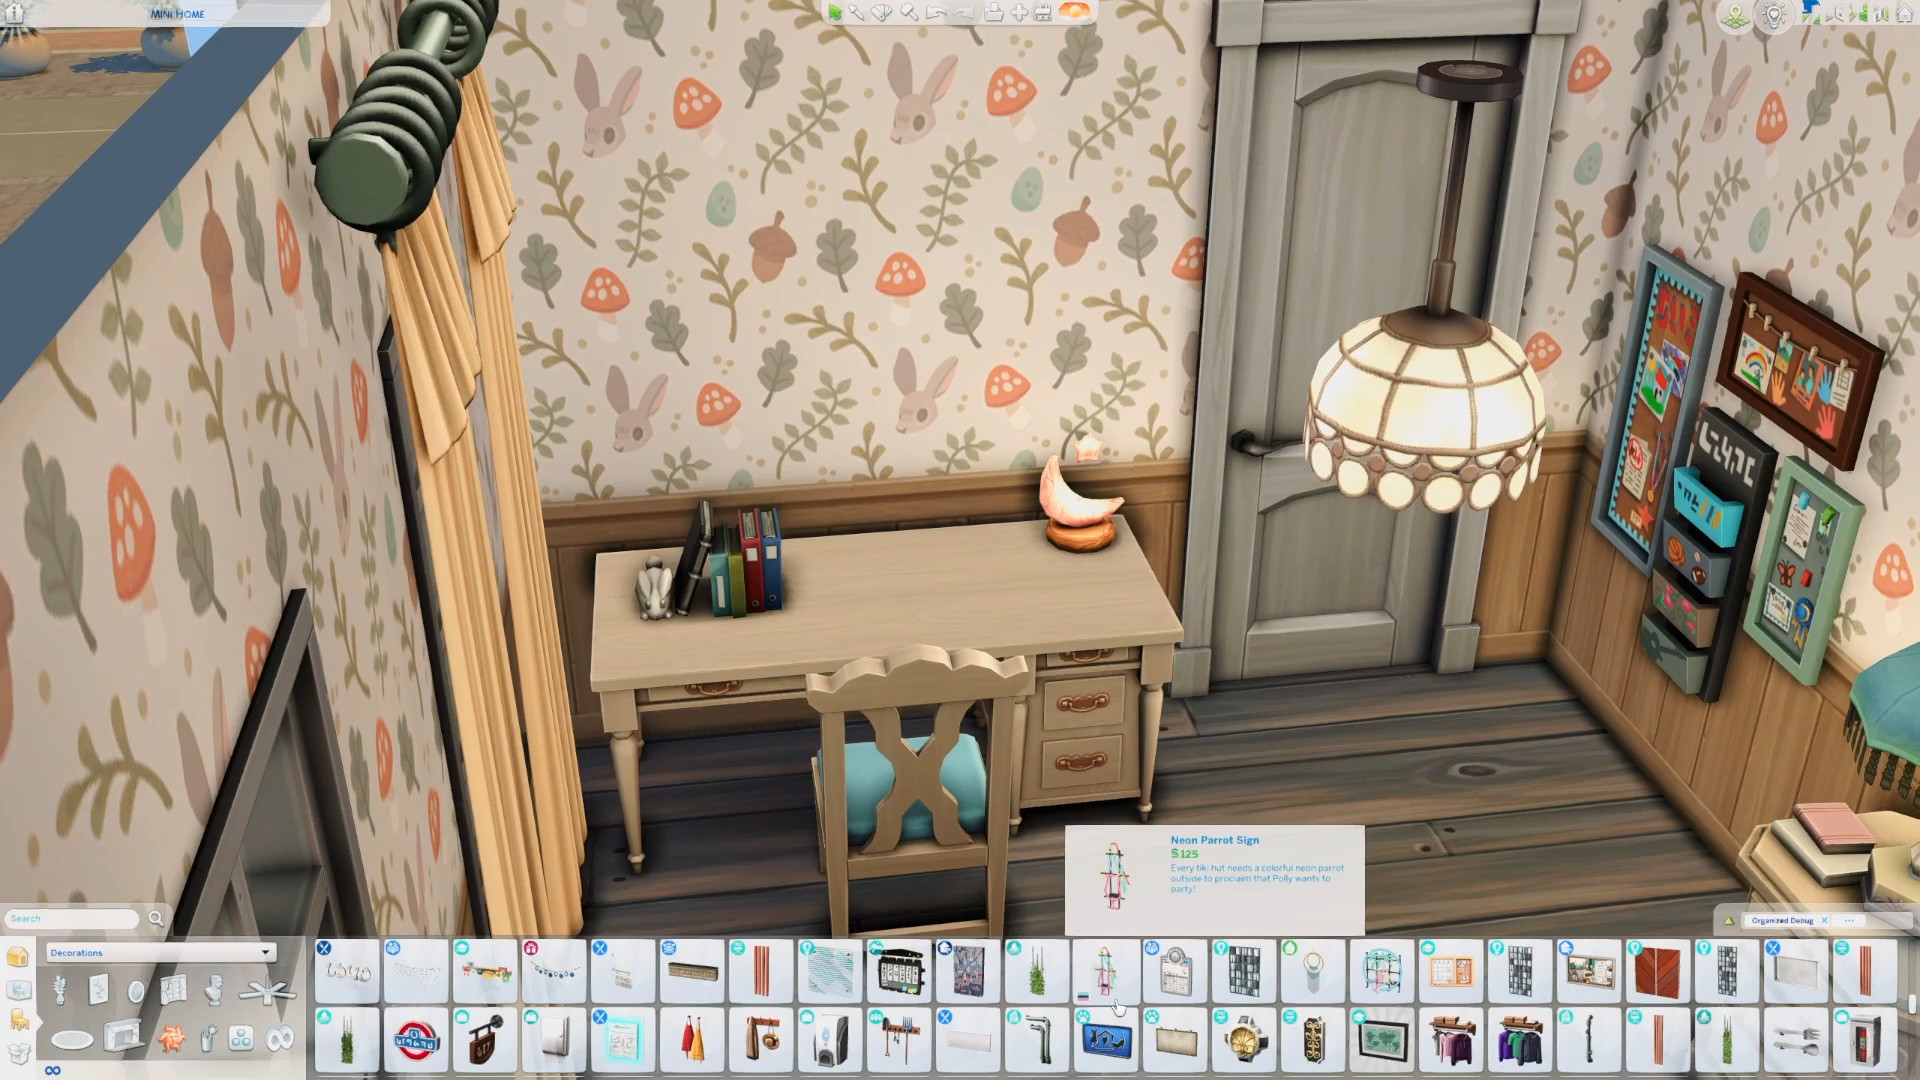 MINI HOME
Neon Parrot Sign
$125
Every tiki hut needs a colorful neon parrot
outside to proclaim that Polly wants to
party!
Search
Organized Debug
Decorations